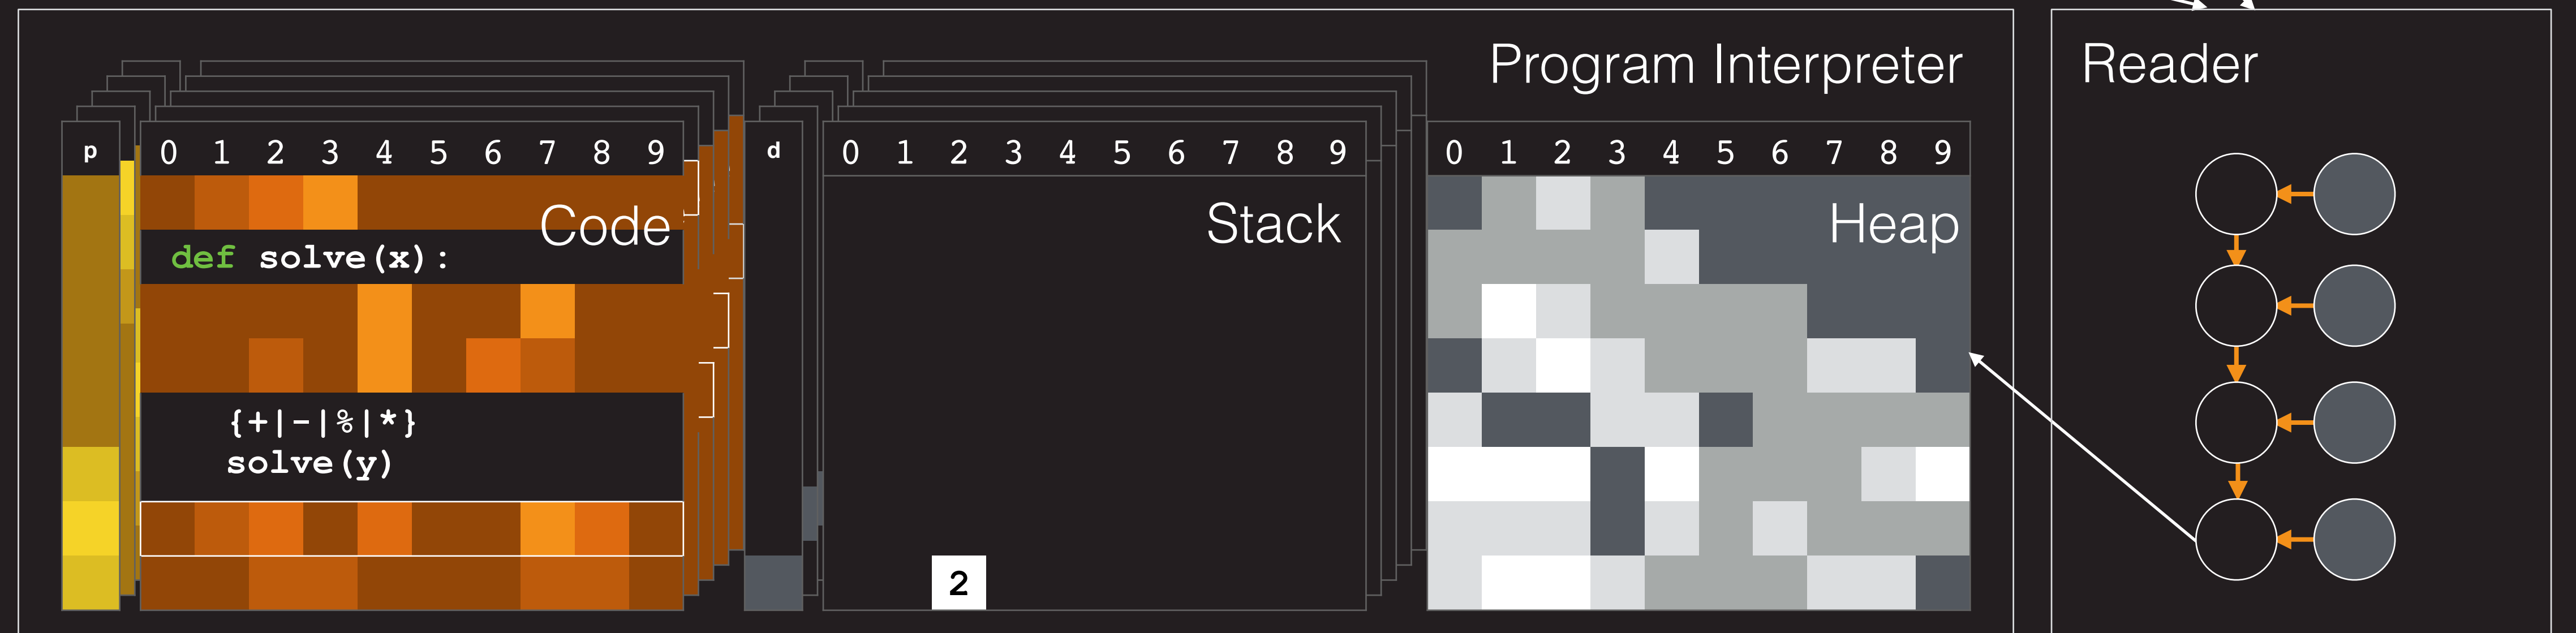 Program Interpreter
Reader
p
0 1 2 3 4 5 6 7 8 9
d
0 1 2 3 4 5 6 7 8 9
0 1 2 3 4 5 6 7 8 9
Code
Stack
Heap
def solve(x):
{+|-|%|*}
solve(y)
2